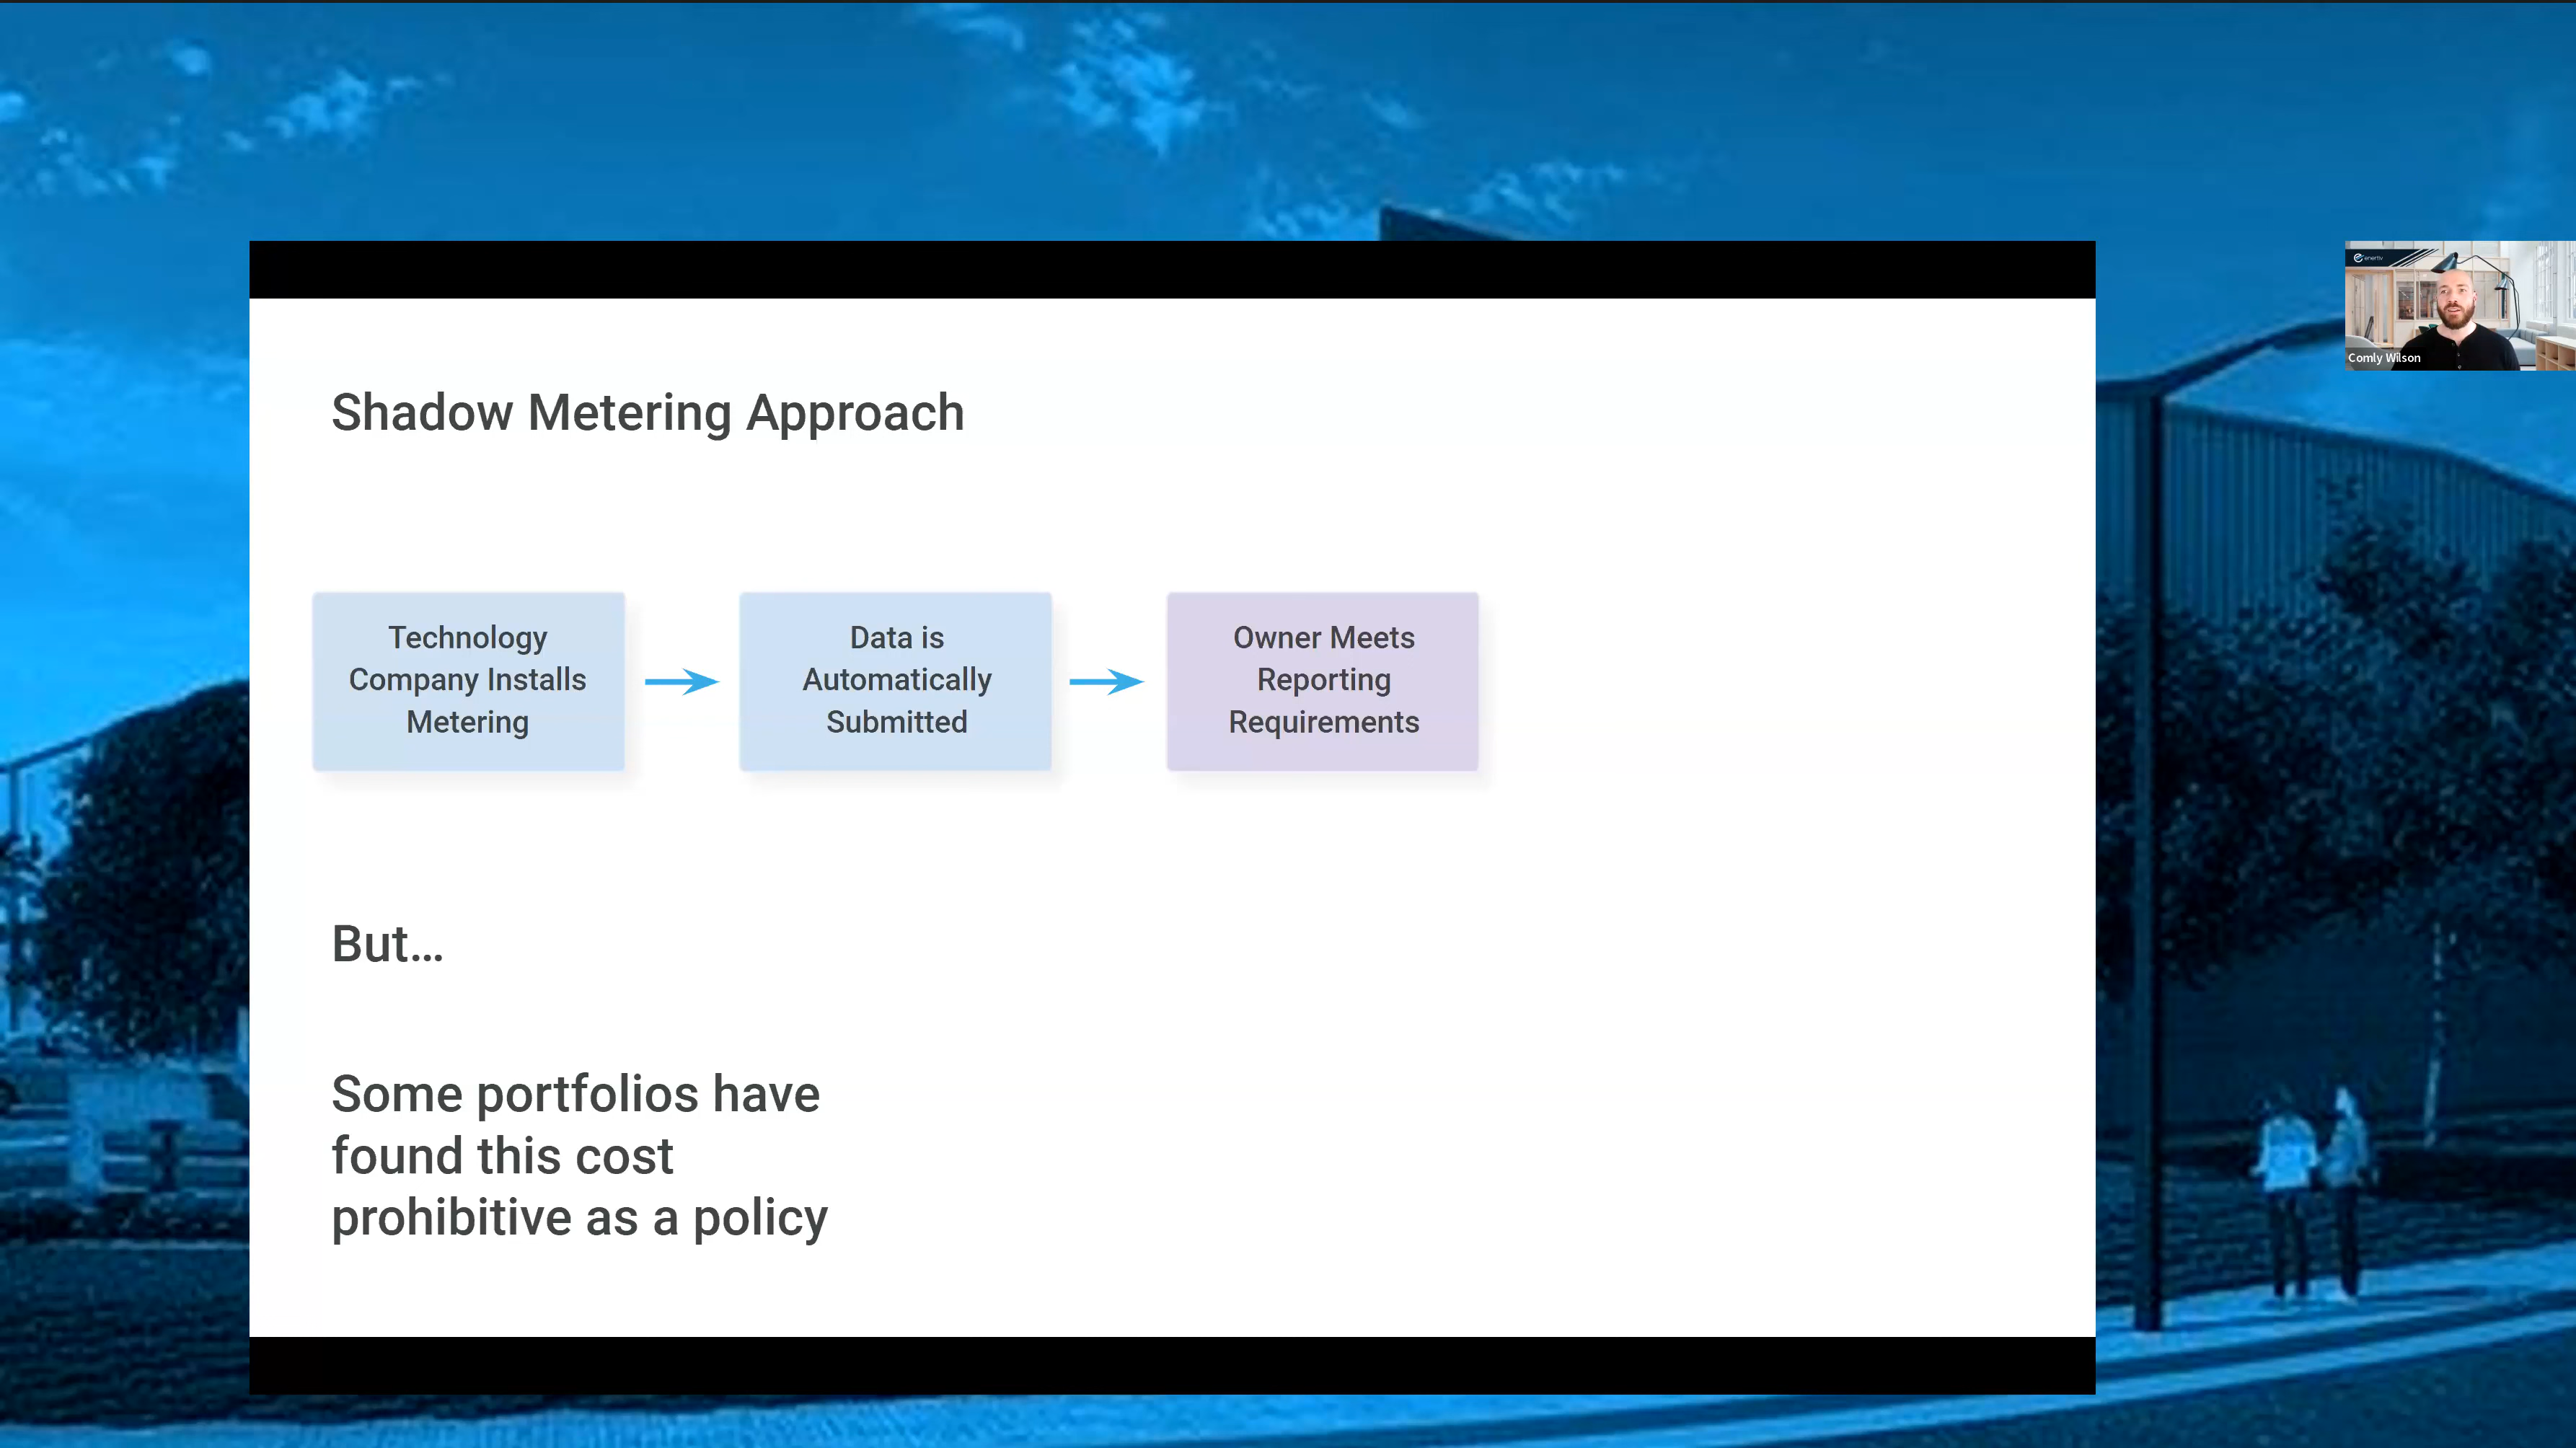 Shadow Metering Approach
Technology
Company Installs
Metering
Data is
Automatically
Submitted
Owner Meets
Reporting
Requirements
But...
Some portfolios have
found this cost
prohibitive as a policy
enertiv
Comly Wilson